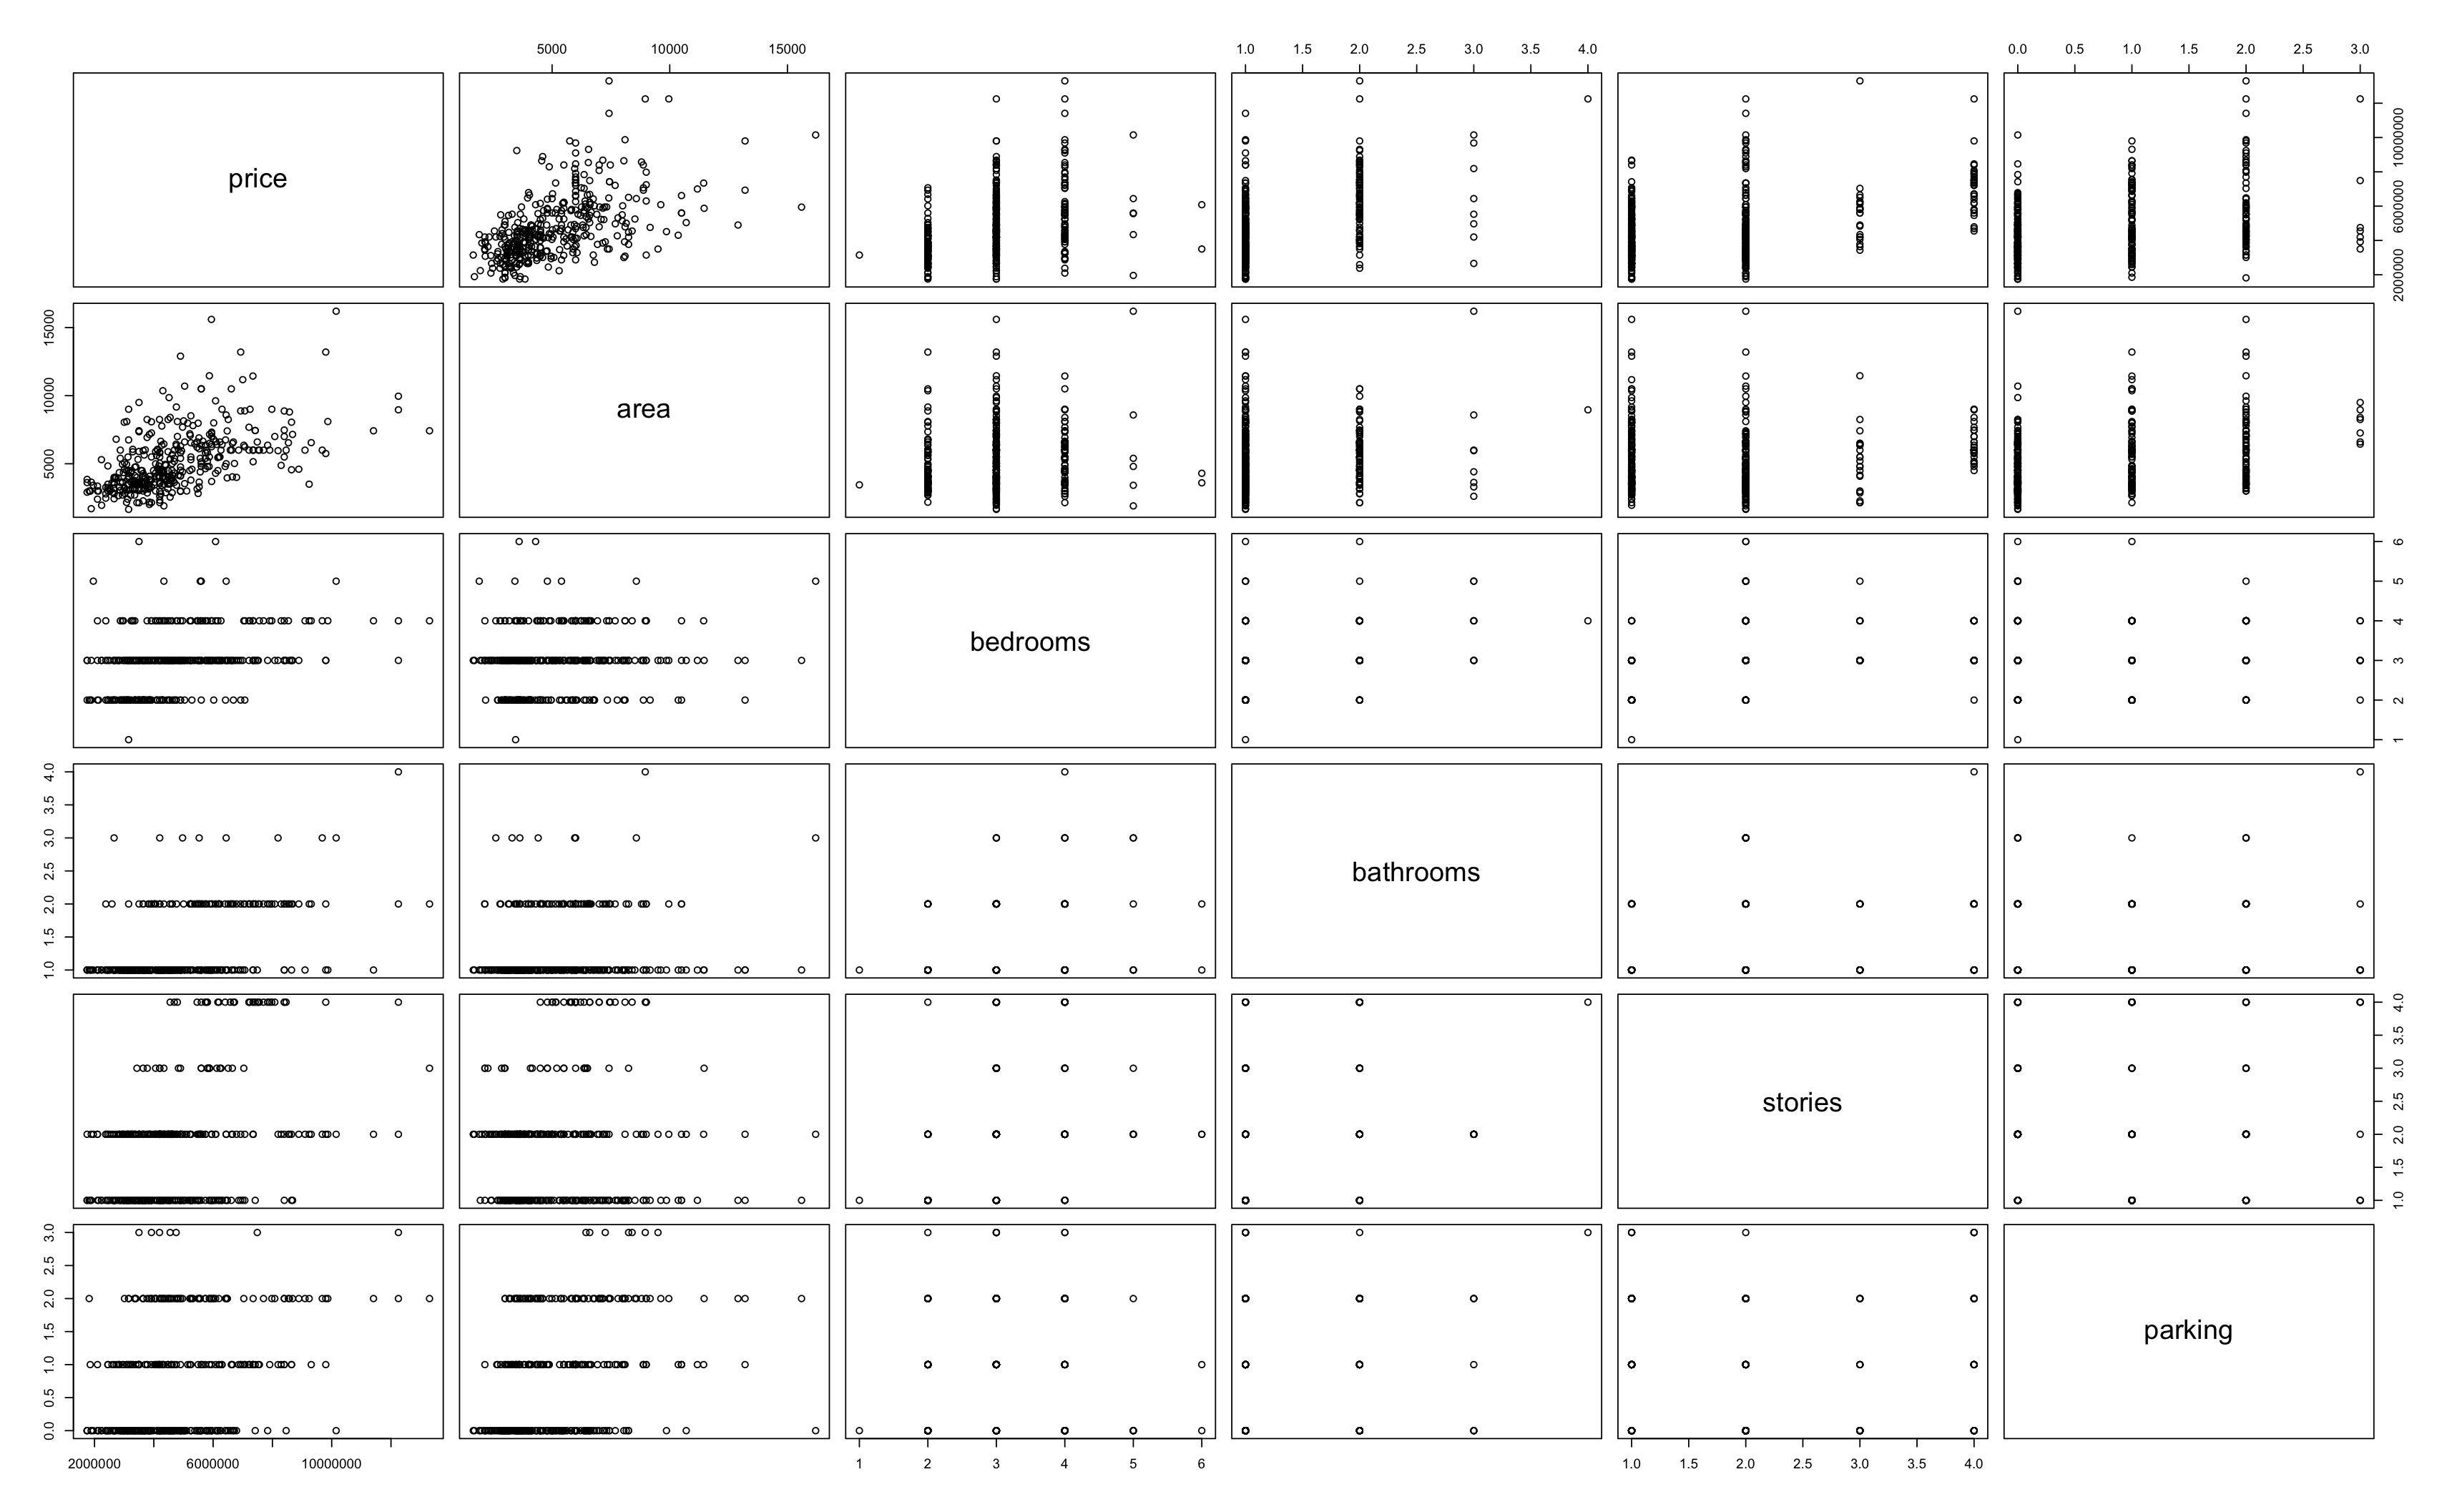 5000 10000 15000 1.0 1.5 2.0 2.5 3.0 3.5 4.0 0.0 0.5 1.0 1.5 2.0 2.5 3.0
price 2000000 6000000 10000000
5000 10000 15000 area
bedrooms 1 2 3 4 5 6
1.0 1.5 2.0 2.5 3.0 3.5 4.0 bathrooms
stories 1.0 1.5 2.0 2.5 3.0 3.5 4.0
0.0 0.5 1.0 1.5 2.0 2.5 3.0 parking
2000000 6000000 10000000 1 2 3 4 5 6 1.0 1.5 2.0 2.5 3.0 3.5 4.0